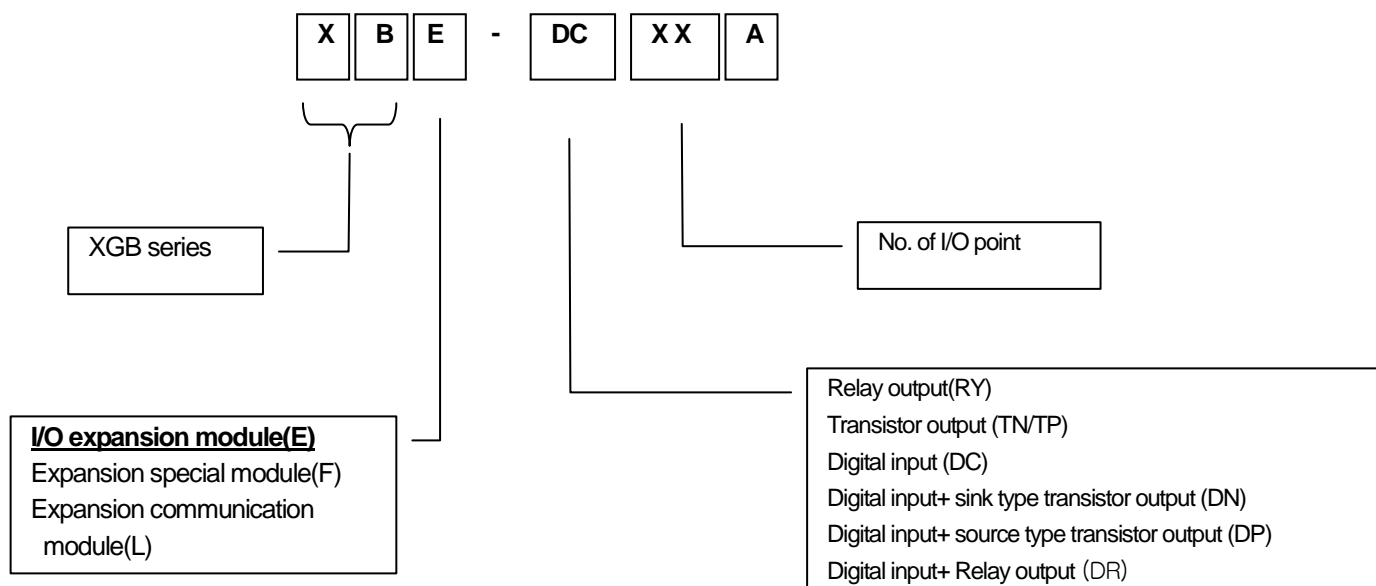 X B E - DC X X A
XGB series
No. of I/O point
I/O expansion module(E)
Expansion special module(F)
Expansion communication
module(L)
Relay output(RY)
Transistor output (TN/TP)
Digital input (DC)
Digital input+ sink type transistor output (DN)
Digital input+ source type transistor output (DP)
Digital input+ Relay output (DR)